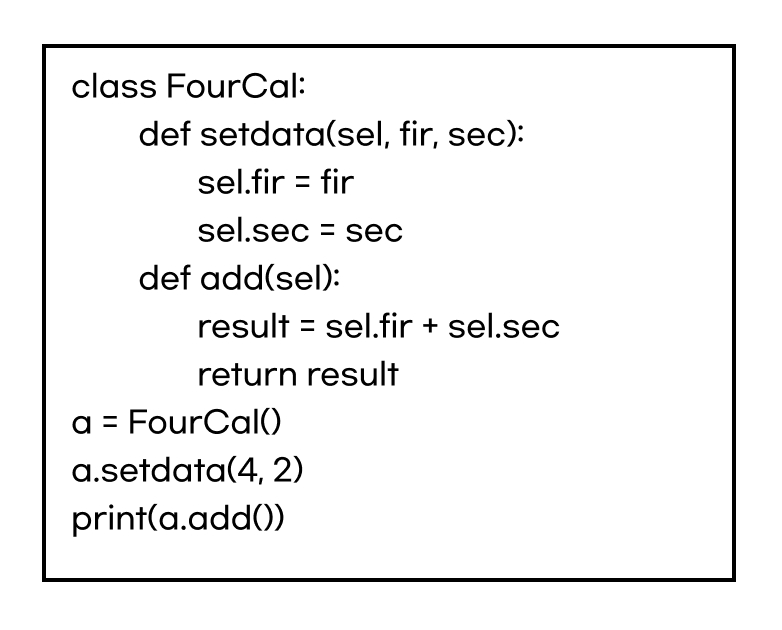 class FourCal:
def setdata(sel, fir, sec):
sel.fir = fir
sel.sec = sec
def add(sel):
result = sel.fir + sel.sec
return result
a = FourCal()
a.setdata(4, 2)
print(a.add())